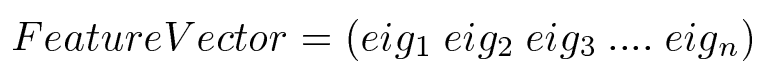 FeatureVector = (eig₁ eig₂ eig₃ .... eigₙ)